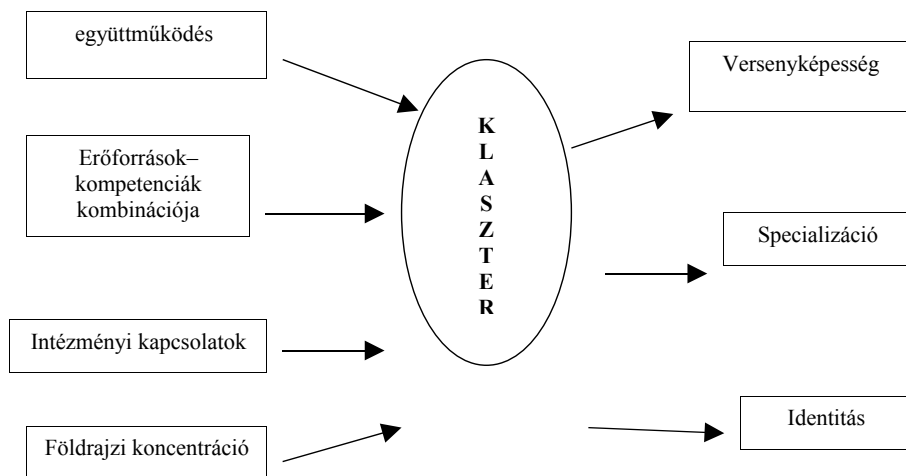 együttműködés
Erőforrások–
kompetenciák
kombinációja
Intézményi kapcsolatok
Földrajzi koncentráció
K
L
A
S
Z
T
E
R
Versenyképesség
Specializáció
Identitás